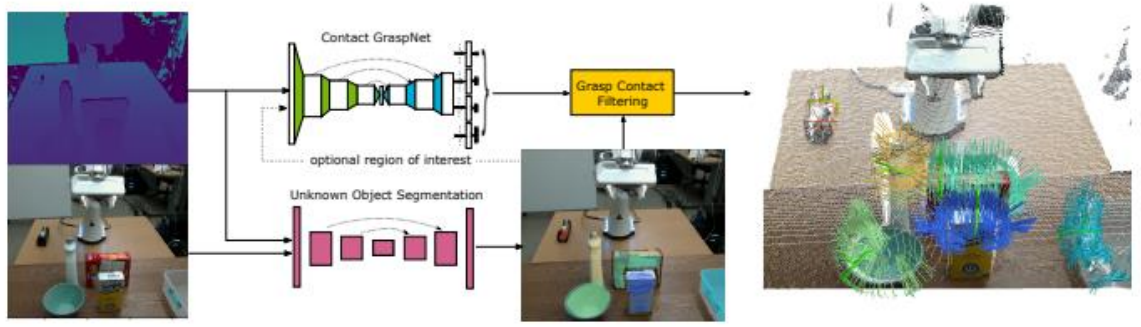 Contact GraspNet
Grasp Contact
Filtering
optional region of interest
Unknown Object Segmentation